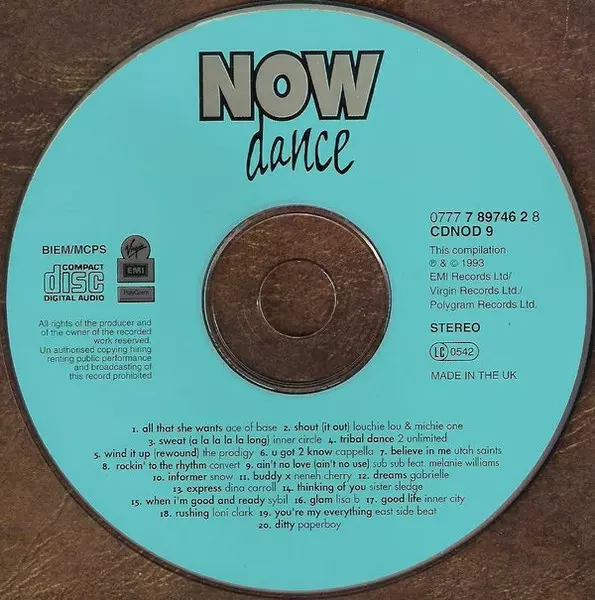 NOW
dance
0777 7 89746 2 8
CDNOD 9
This compilation
℗ & © 1993
EMI Records Ltd/
Virgin Records Ltd./
Polygram Records Ltd.
STEREO
LC 0542
MADE IN THE UK
BIEM/MCPS
Virgin
EMI
PolyGram
COMPACT
disc
DIGITAL AUDIO
All rights of the producer and
of the owner of the recorded
work reserved.
Un authorised copying hiring
renting public performance
and broadcasting of
this record prohibited
1. all that she wants ace of base 2. shout (it out) louchie lou & michie one
3. sweat (a la la la la long) inner circle 4. tribal dance 2 unlimited
5. wind it up (rewound) the prodigy 6. u got 2 know cappella 7. believe in me utah saints
8. rockin' to the rhythm convert 9. ain't no love (ain't no use) sub sub feat. melanie williams
10. informer snow 11. buddy x neneh cherry 12. dreams gabrielle
13. express dina carroll 14. thinking of you sister sledge
15. when i'm good and ready sybil 16. glam lisa b 17. good life inner city
18. rushing loni clark 19. you're my everything east side beat
20. ditty paperboy